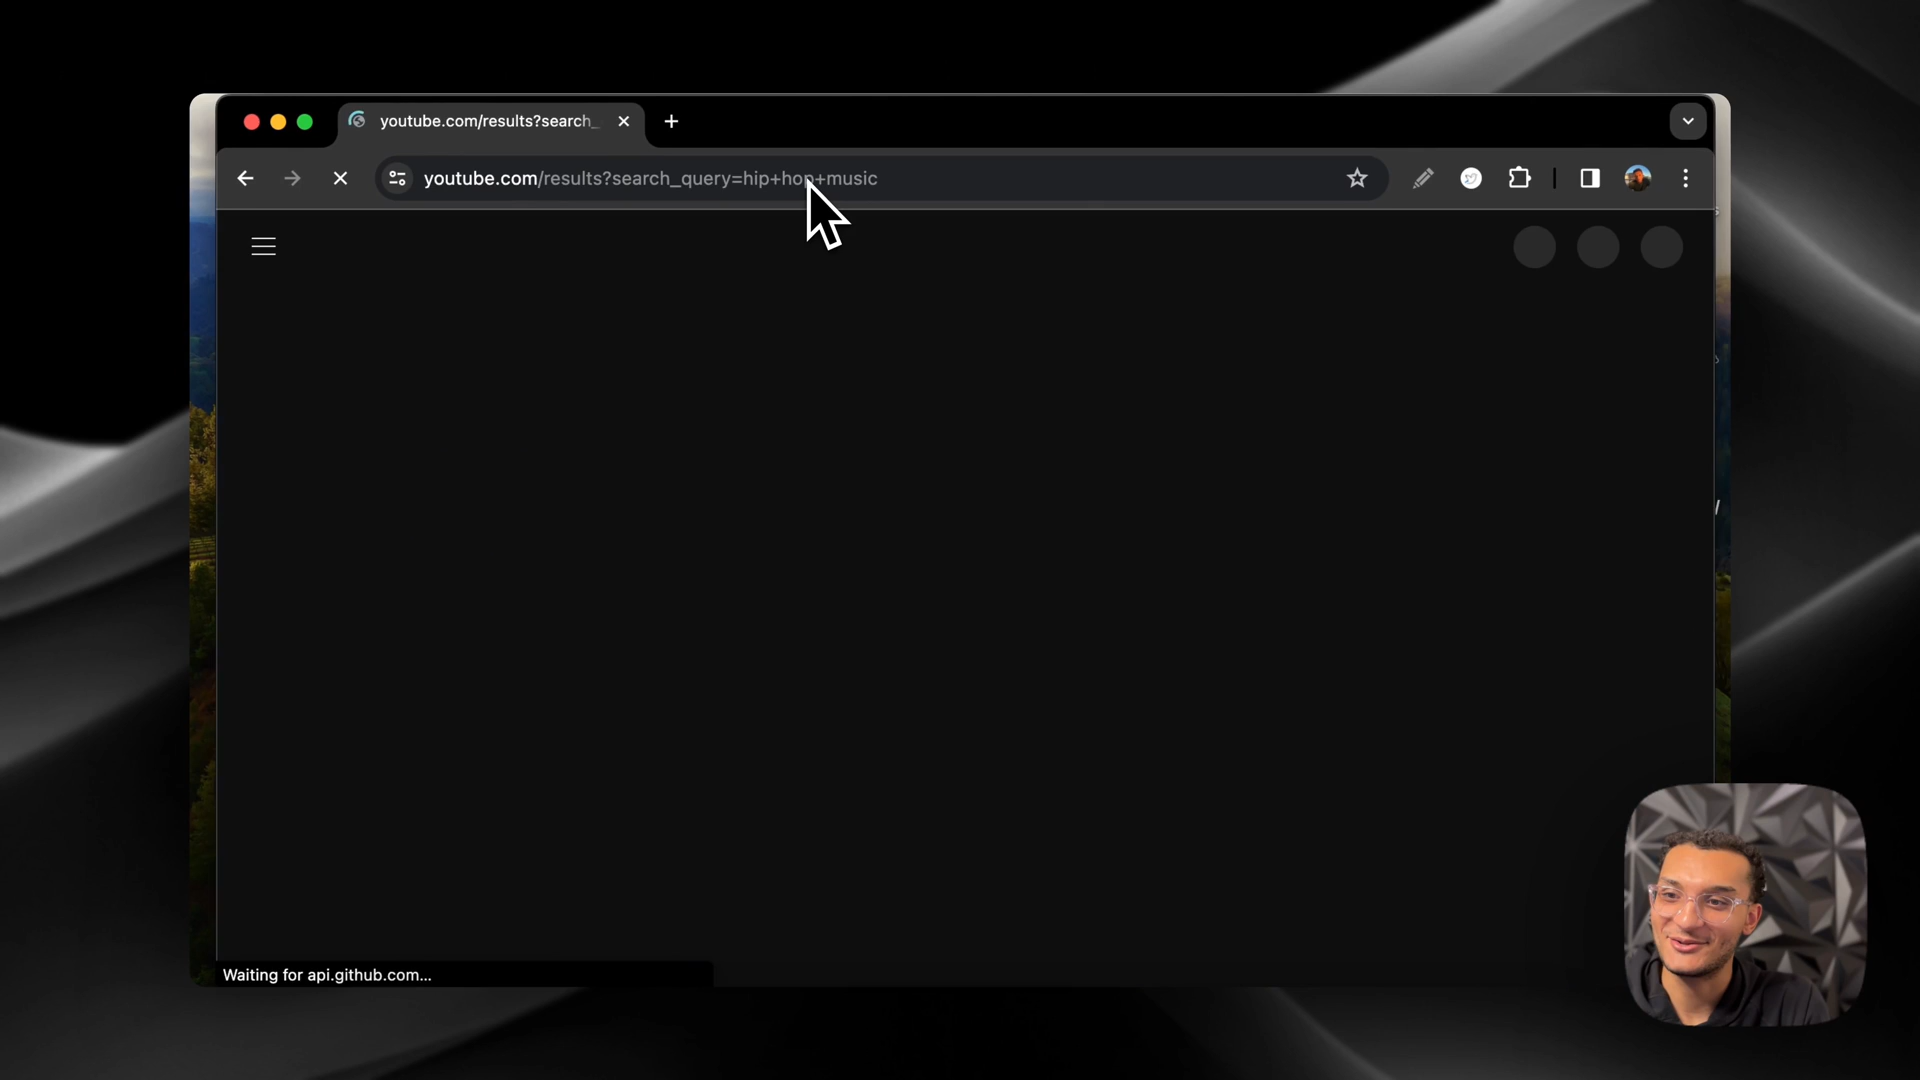 youtube.com/results?search_
youtube.com/results?search_query=hip+hop+music
Waiting for api.github.com...